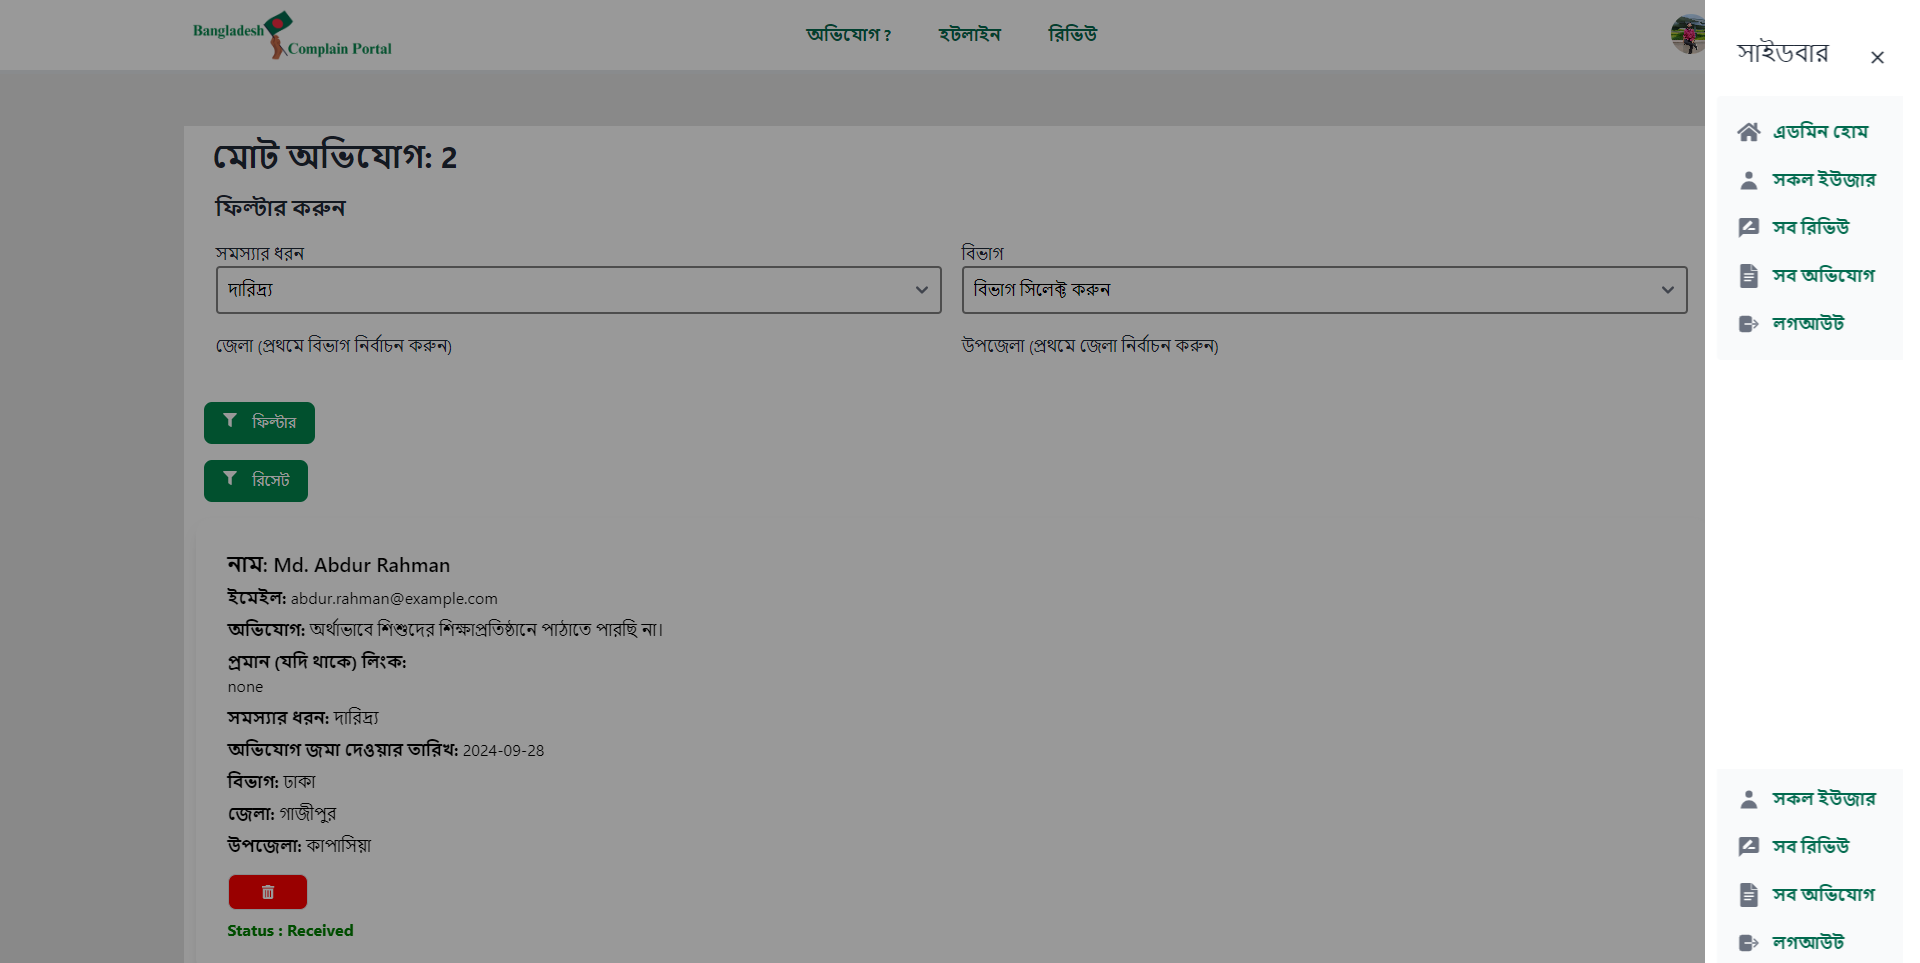 Bangladesh
Complain Portal
অভিযোগ ?
হটলাইন
রিভিউ
মোট অভিযোগ: 2
ফিল্টার করুন
সমস্যার ধরন
দারিদ্র্য
বিভাগ
বিভাগ সিলেক্ট করুন
জেলা (প্রথমে বিভাগ নির্বাচন করুন)
উপজেলা (প্রথমে জেলা নির্বাচন করুন)
ফিল্টার
রিসেট
নাম: Md. Abdur Rahman
ইমেইল: abdur.rahman@example.com
অভিযোগ: অর্থাভাবে শিশুদের শিক্ষাপ্রতিষ্ঠানে পাঠাতে পারছি না।
প্রমান (যদি থাকে) লিংক:
none
সমস্যার ধরন: দারিদ্র্য
অভিযোগ জমা দেওয়ার তারিখ: 2024-09-28
বিভাগ: ঢাকা
জেলা: গাজীপুর
উপজেলা: কাপাসিয়া
Status : Received
সাইডবার
এডমিন হোম
সকল ইউজার
সব রিভিউ
সব অভিযোগ
লগআউট
সকল ইউজার
সব রিভিউ
সব অভিযোগ
লগআউট